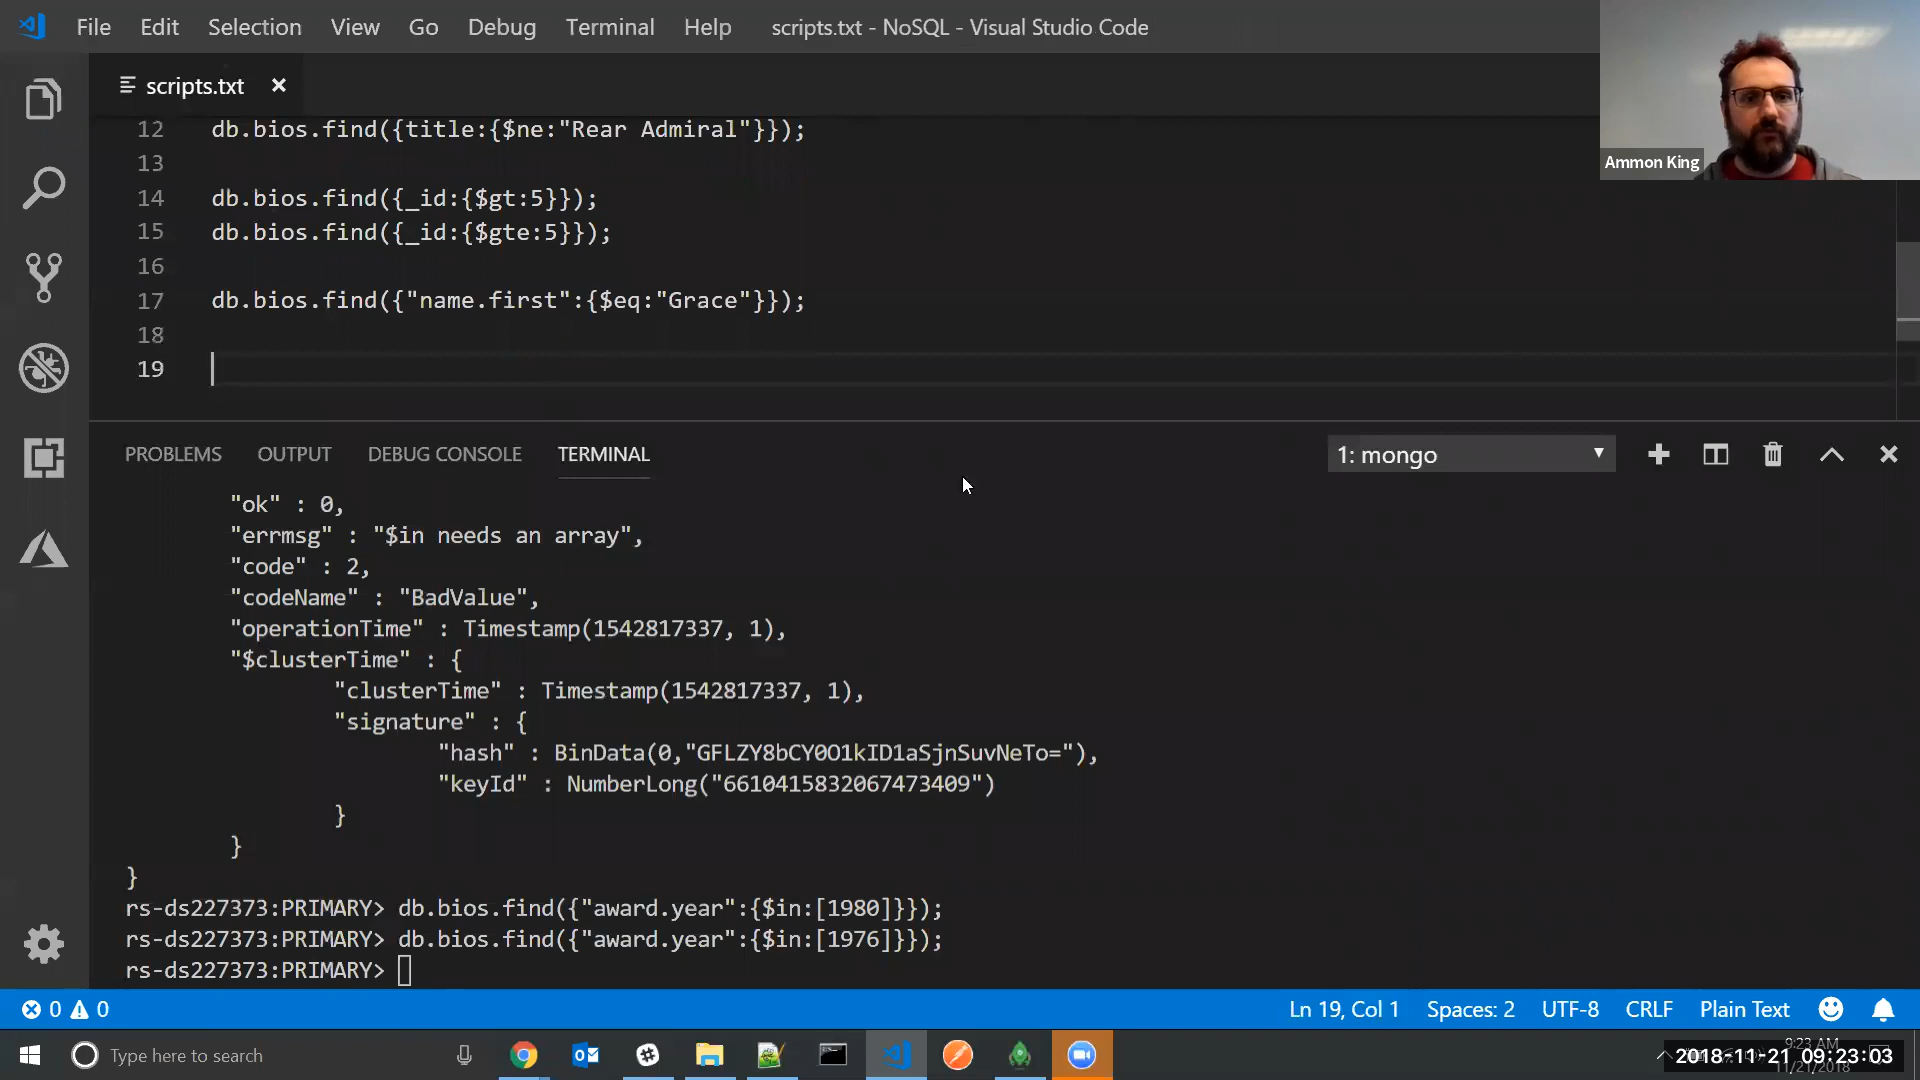 File Edit Selection View Go Debug Terminal Help scripts.txt - NoSQL - Visual Studio Code
scripts.txt
Ammon King
12 db.bios.find({title:{$ne:"Rear Admiral"}});
13
14 db.bios.find({_id:{$gt:5}});
15 db.bios.find({_id:{$gte:5}});
16
17 db.bios.find({"name.first":{$eq:"Grace"}});
18
19
PROBLEMS OUTPUT DEBUG CONSOLE TERMINAL 1: mongo
"ok" : 0,
"errmsg" : "$in needs an array",
"code" : 2,
"codeName" : "BadValue",
"operationTime" : Timestamp(1542817337, 1),
"$clusterTime" : {
"clusterTime" : Timestamp(1542817337, 1),
"signature" : {
"hash" : BinData(0,"GFLZY8bCY0O1kID1aSjnSuvNeTo="),
"keyId" : NumberLong("6610415832067473409")
}
}
}
rs-ds227373:PRIMARY> db.bios.find({"award.year":{$in:[1980]}});
rs-ds227373:PRIMARY> db.bios.find({"award.year":{$in:[1976]}});
rs-ds227373:PRIMARY>
0 0 Ln 19, Col 1 Spaces: 2 UTF-8 CRLF Plain Text
Type here to search
9:23 AM
2018-11-21 09:23:03
11/21/2018